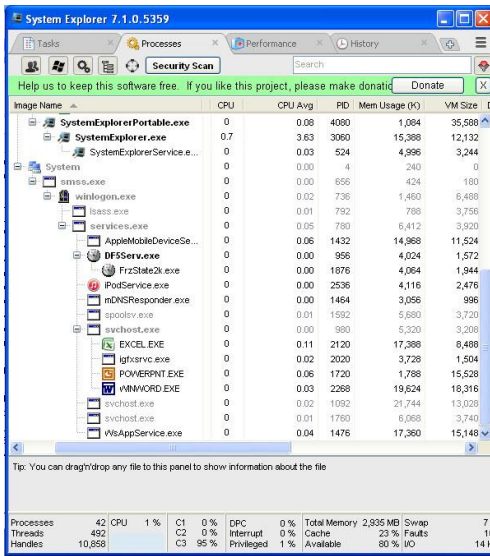 System Explorer 7.1.0.5359
Tasks Processes Performance History
Security Scan Search
Help us to keep this software free. If you like this project, please make donatio Donate X
Image Name CPU CPU Avg PID Mem Usage (K) VM Size D
SystemExplorerPortable.exe 0 0.08 4080 1,084 35,588
SystemExplorer.exe 0.7 3.63 3060 15,388 12,132
SystemExplorerService.e... 0 0.03 524 4,996 3,244
System 0 0.00 4 240 0
smss.exe 0 0.00 656 424 180
winlogon.exe 0 0.02 736 1,460 6,488
lsass.exe 0 0.01 792 788 3,756
services.exe 0 0.05 780 6,412 3,920
AppleMobileDeviceSe... 0 0.06 1432 14,968 11,524
DF5Serv.exe 0 0.00 956 4,024 1,572
FrzState2k.exe 0 0.00 1876 4,064 1,944
iPodService.exe 0 0.00 2536 4,116 2,476
mDNSResponder.exe 0 0.00 1464 3,056 996
spoolsv.exe 0 0.01 1592 5,680 3,720
svchost.exe 0 0.00 980 5,320 3,208
EXCEL.EXE 0 0.11 2120 17,388 8,488
igfxsrvc.exe 0 0.02 2020 3,728 1,504
POWERPNT.EXE 0 0.06 1720 1,788 15,528
WINWORD.EXE 0 0.03 2268 19,624 18,316
svchost.exe 0 0.02 1092 21,744 13,028
svchost.exe 0 0.01 1760 6,068 3,740
WsAppService.exe 0 0.04 1476 17,360 15,148
Tip: You can drag'n'drop any file to this panel to show information about the file
Processes 42 CPU 1 % C1 0 % DPC 0 % Total Memory 2,935 MB Swap 7
Threads 492 C2 0 % Interrupt 0 % Cache 23 % Faults
Handles 10,858 C3 95 % Privileged 1 % Available 80 % I/O 14